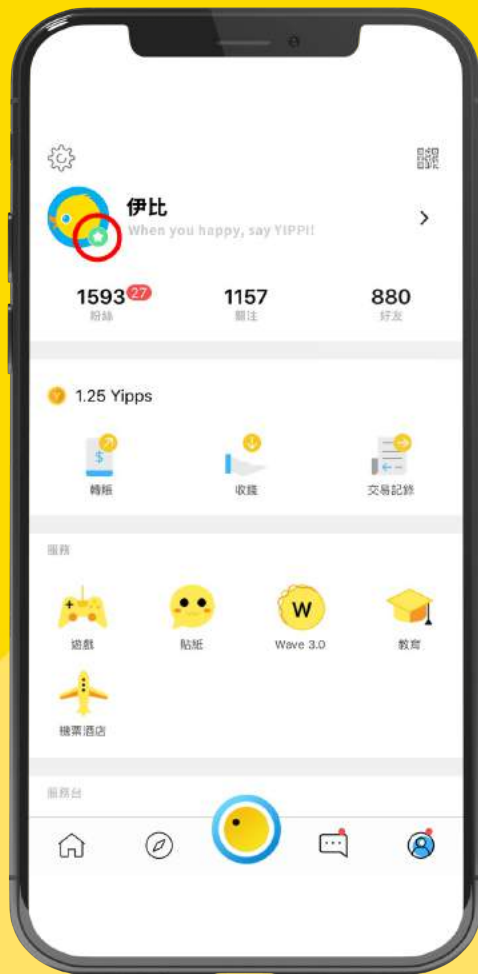 伊比
When you happy, say YIPPI!
1593 27 1157 880
粉絲 關注 好友
1.25 Yipps
$
轉賬 收錢 交易記錄
服務
W
遊戲 貼紙 Wave 3.0 教育
機票酒店
服務台